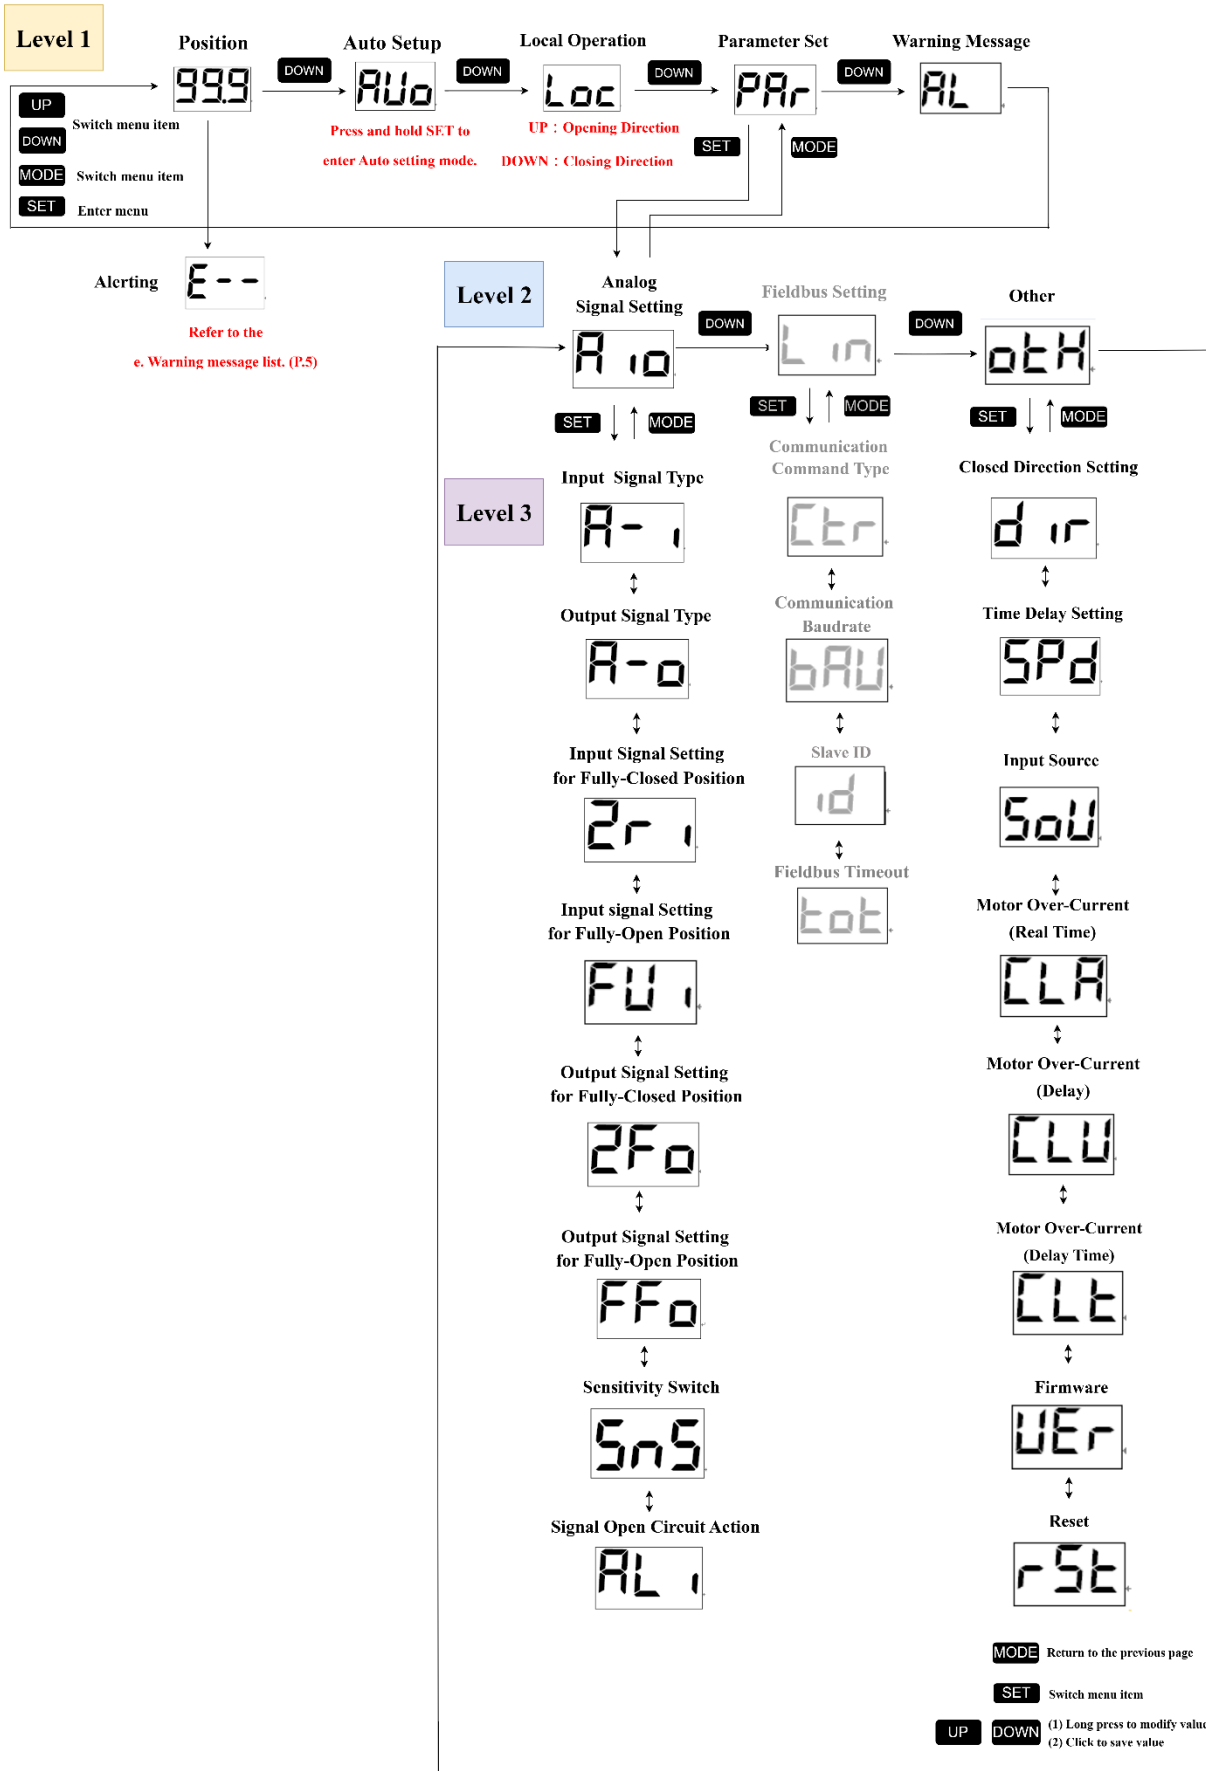 Level 1
Position
Auto Setup
Local Operation
Parameter Set
Warning Message
99.9
DOWN
AUo
DOWN
Loc
DOWN
PAr
DOWN
AL
UP
Switch menu item
DOWN
MODE Switch menu item
SET Enter menu
Press and hold SET to
enter Auto setting mode.
UP : Opening Direction
DOWN : Closing Direction
SET
MODE
Alerting
E--
Refer to the
e. Warning message list. (P.5)
Level 2
Analog
Signal Setting
A io
DOWN
Fieldbus Setting
L in
DOWN
Other
otH
SET
MODE
SET
MODE
SET
MODE
Level 3
Input Signal Type
A-i
Output Signal Type
A-o
Input Signal Setting
for Fully-Closed Position
2r i
Input signal Setting
for Fully-Open Position
FU i
Output Signal Setting
for Fully-Closed Position
2Fo
Output Signal Setting
for Fully-Open Position
FFo
Sensitivity Switch
SnS
Signal Open Circuit Action
AL i
Communication
Command Type
Ctr
Communication
Baudrate
bAU
Slave ID
id
Fieldbus Timeout
tot
Closed Direction Setting
d ir
Time Delay Setting
SPd
Input Source
SoU
Motor Over-Current
(Real Time)
CLA
Motor Over-Current
(Delay)
CLU
Motor Over-Current
(Delay Time)
CLt
Firmware
UEr
Reset
rSt
MODE Return to the previous page
SET Switch menu item
UP DOWN (1) Long press to modify value
(2) Click to save value